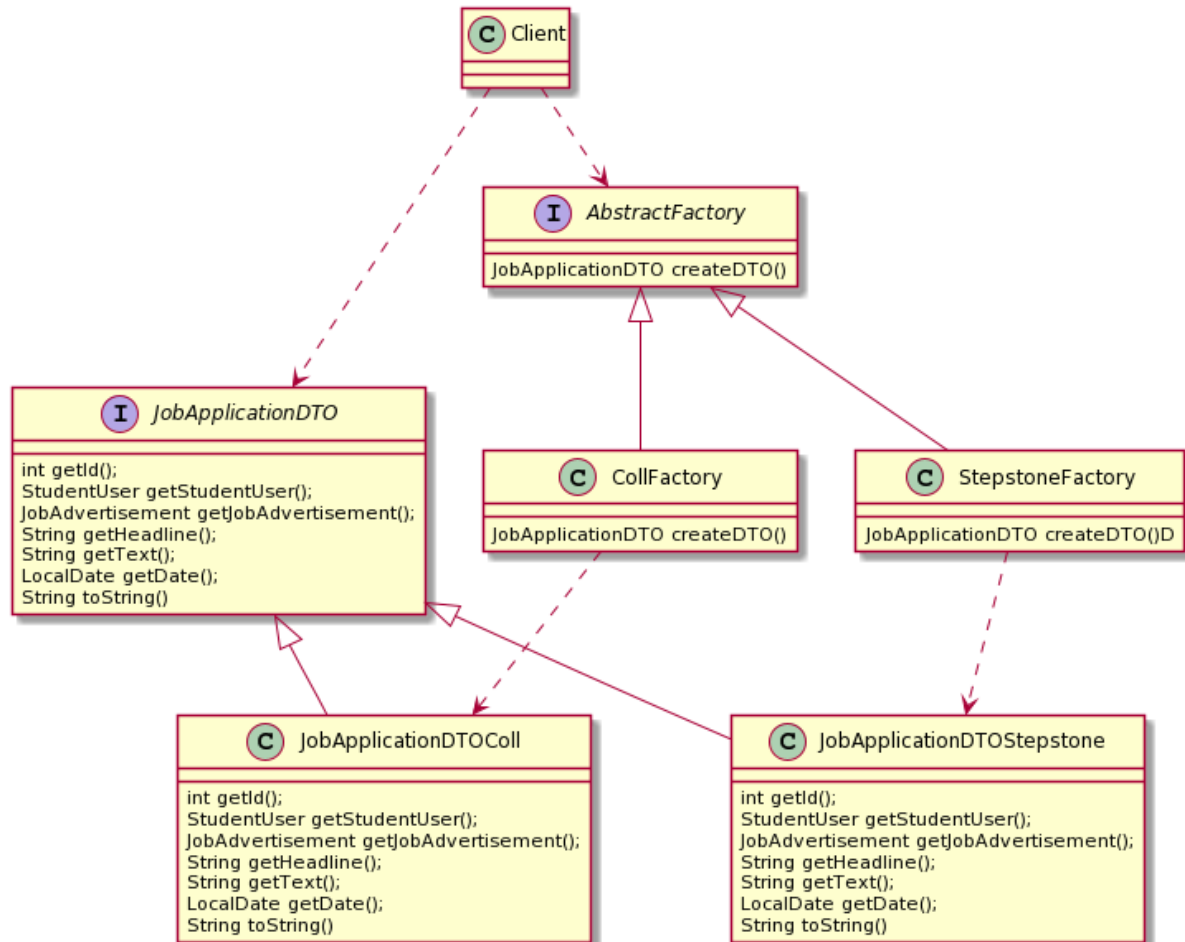 C Client
I AbstractFactory
JobApplicationDTO createDTO()
I JobApplicationDTO
int getId();
StudentUser getStudentUser();
JobAdvertisement getJobAdvertisement();
String getHeadline();
String getText();
LocalDate getDate();
String toString()
C CollFactory
JobApplicationDTO createDTO()
C StepstoneFactory
JobApplicationDTO createDTO()D
C JobApplicationDTOColl
int getId();
StudentUser getStudentUser();
JobAdvertisement getJobAdvertisement();
String getHeadline();
String getText();
LocalDate getDate();
String toString()
C JobApplicationDTOStepstone
int getId();
StudentUser getStudentUser();
JobAdvertisement getJobAdvertisement();
String getHeadline();
String getText();
LocalDate getDate();
String toString()